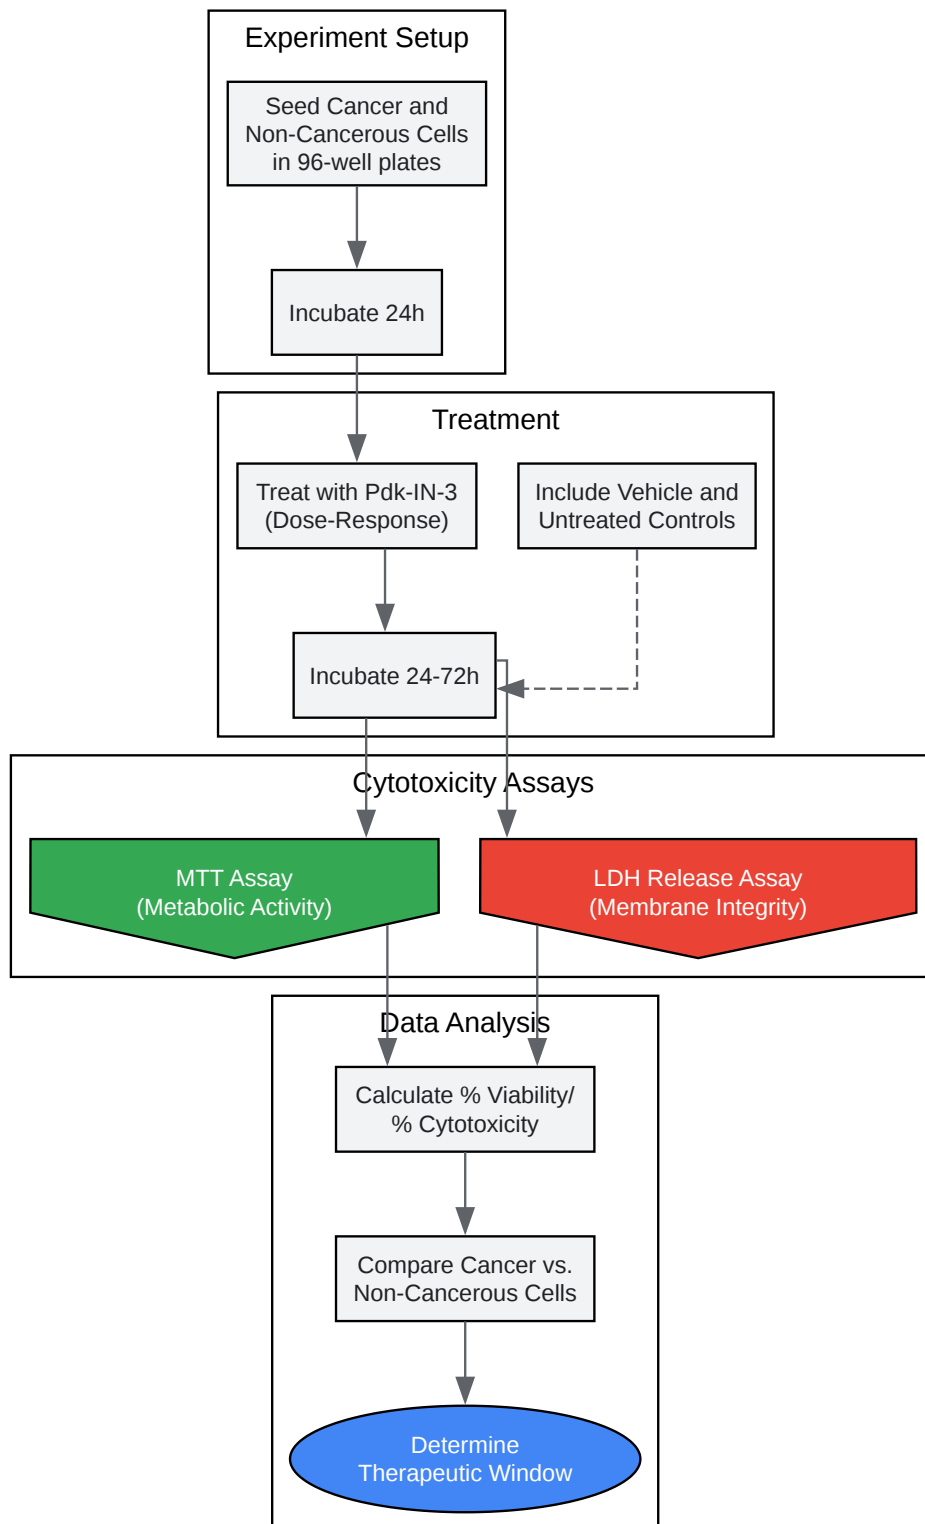 Experiment Setup
Seed Cancer and
Non-Cancerous Cells
in 96-well plates
Incubate 24h
Treatment
Treat with Pdk-IN-3
(Dose-Response)
Include Vehicle and
Untreated Controls
Incubate 24-72h
Cytotoxicity Assays
MTT Assay
(Metabolic Activity)
LDH Release Assay
(Membrane Integrity)
Data Analysis
Calculate % Viability/
% Cytotoxicity
Compare Cancer vs.
Non-Cancerous Cells
Determine
Therapeutic Window